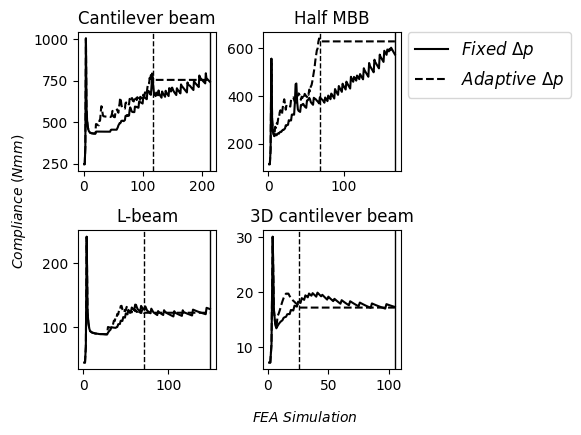 Cantilever beam
Half MBB
Fixed Δp
Adaptive Δp
1000
750
500
250
0
100
200
600
400
200
0
100
Compliance (Nmm)
L-beam
3D cantilever beam
200
100
0
100
30
20
10
0
50
100
FEA Simulation